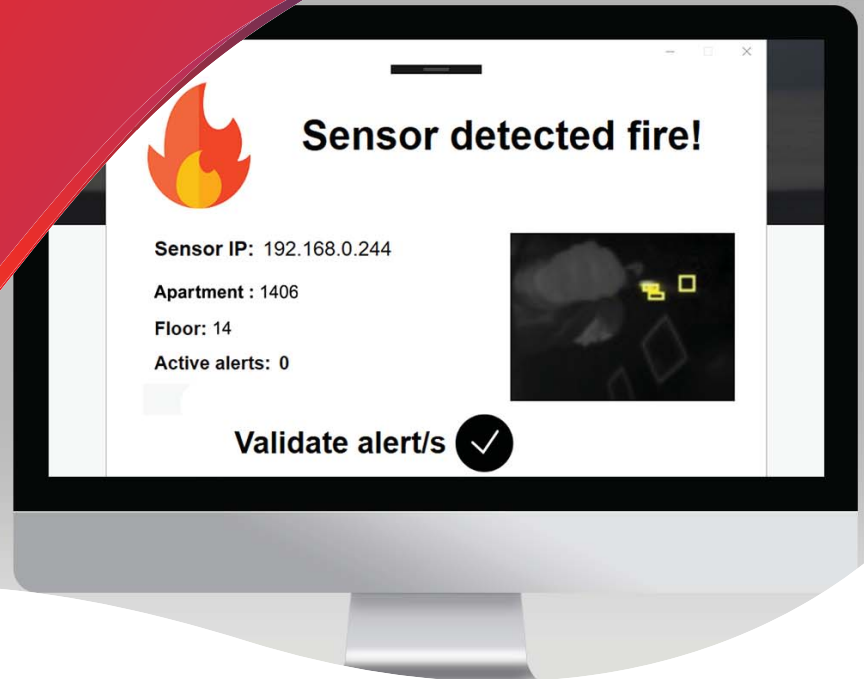 Sensor detected fire!
Sensor IP: 192.168.0.244
Apartment : 1406
Floor: 14
Active alerts: 0
Validate alert/s